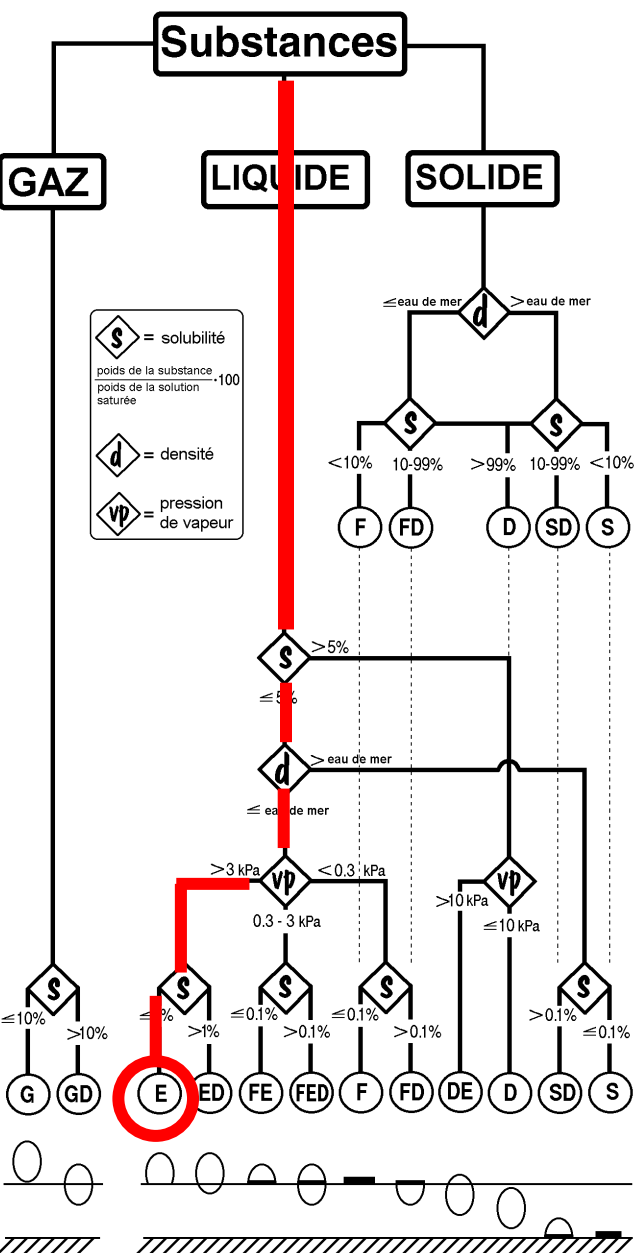 Substances
GAZ
LIQUIDE
SOLIDE
≤eau de mer
>eau de mer
d
S = solubilité
poids de la substance
poids de la solution
saturée
·100
d = densité
vp = pression
de vapeur
S
S
<10%
10-99%
>99%
10-99%
<10%
F
FD
D
SD
S
S
>5%
≤5%
d
> eau de mer
≤ eau de mer
vp
>3 kPa
<0.3 kPa
0.3 - 3 kPa
vp
>10 kPa
≤10 kPa
S
S
S
S
S
≤10%
>10%
>1%
≤0.1%
>0.1%
≤0.1%
>0.1%
>0.1%
≤0.1%
G
GD
E
ED
FE
FED
F
FD
DE
D
SD
S